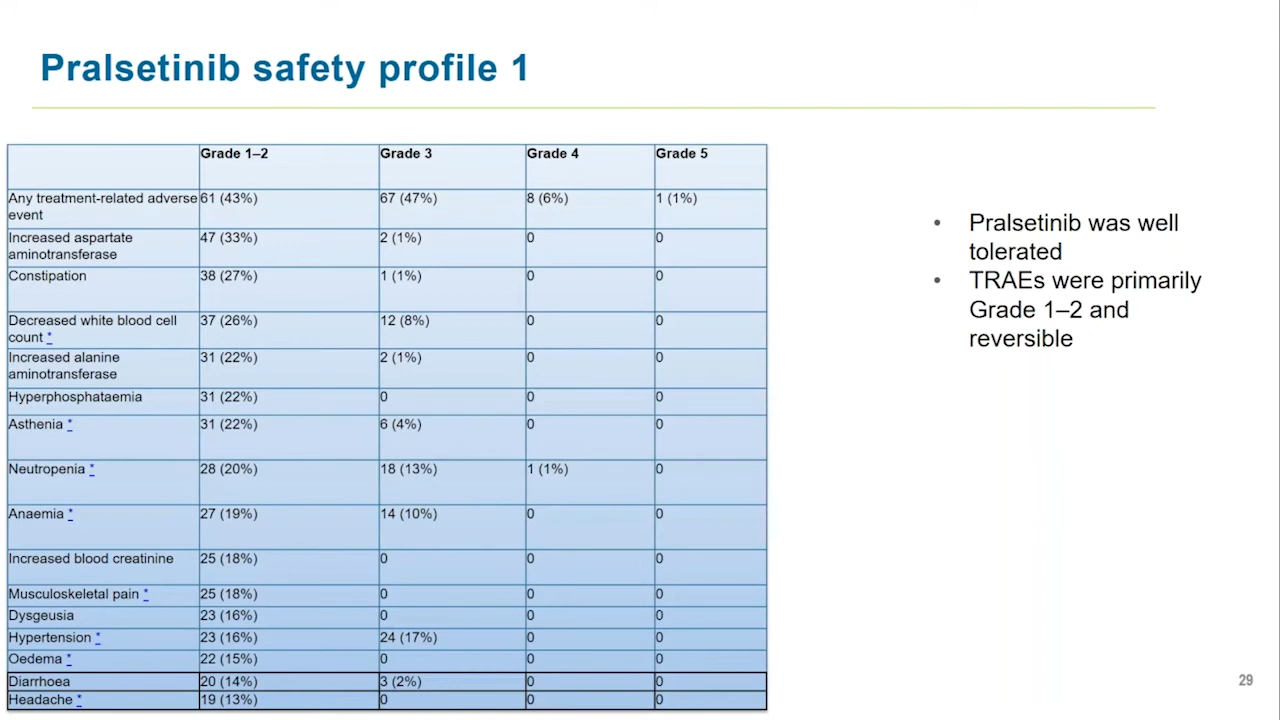 Pralsetinib safety profile 1
Grade 1–2 Grade 3 Grade 4 Grade 5
Any treatment-related adverse event 61 (43%) 67 (47%) 8 (6%) 1 (1%)
Increased aspartate aminotransferase 47 (33%) 2 (1%) 0 0
Constipation 38 (27%) 1 (1%) 0 0
Decreased white blood cell count * 37 (26%) 12 (8%) 0 0
Increased alanine aminotransferase 31 (22%) 2 (1%) 0 0
Hyperphosphataemia 31 (22%) 0 0 0
Asthenia * 31 (22%) 6 (4%) 0 0
Neutropenia * 28 (20%) 18 (13%) 1 (1%) 0
Anaemia * 27 (19%) 14 (10%) 0 0
Increased blood creatinine 25 (18%) 0 0 0
Musculoskeletal pain * 25 (18%) 0 0 0
Dysgeusia 23 (16%) 0 0 0
Hypertension * 23 (16%) 24 (17%) 0 0
Oedema * 22 (15%) 0 0 0
Diarrhoea 20 (14%) 3 (2%) 0 0
Headache * 19 (13%) 0 0 0
• Pralsetinib was well
tolerated
• TRAEs were primarily
Grade 1–2 and
reversible
29